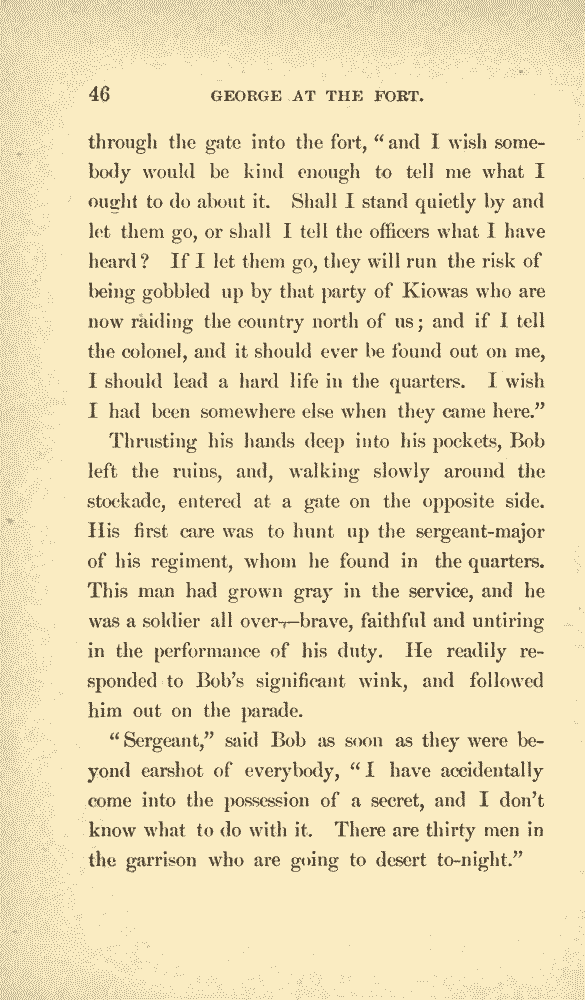 46 GEORGE AT THE FORT.
through the gate into the fort, “and I wish some-
body would be kind enough to tell me what I
ought to do about it. Shall I stand quietly by and
let them go, or shall I tell the officers what I have
heard? If I let them go, they will run the risk of
being gobbled up by that party of Kiowas who are
now raiding the country north of us; and if I tell
the colonel, and it should ever be found out on me,
I should lead a hard life in the quarters. I wish
I had been somewhere else when they came here.”
Thrusting his hands deep into his pockets, Bob
left the ruins, and, walking slowly around the
stockade, entered at a gate on the opposite side.
His first care was to hunt up the sergeant-major
of his regiment, whom he found in the quarters.
This man had grown gray in the service, and he
was a soldier all over—brave, faithful and untiring
in the performance of his duty. He readily re-
sponded to Bob’s significant wink, and followed
him out on the parade.
“Sergeant,” said Bob as soon as they were be-
yond earshot of everybody, “I have accidentally
come into the possession of a secret, and I don’t
know what to do with it. There are thirty men in
the garrison who are going to desert to-night.”